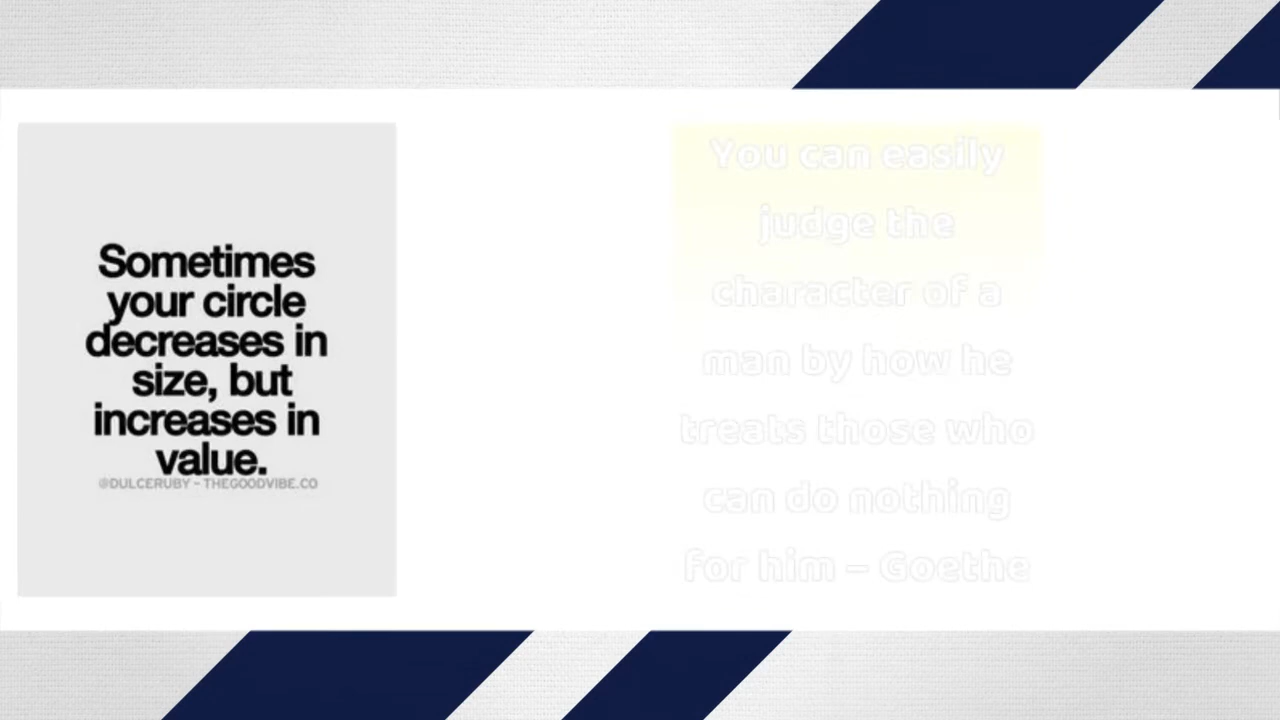 Sometimes
your circle
decreases in
size, but
increases in
value.
@DULCERUBY - THEGOODVIBE.CO
You can easily
judge the
character of a
man by how he
treats those who
can do nothing
for him – Goethe